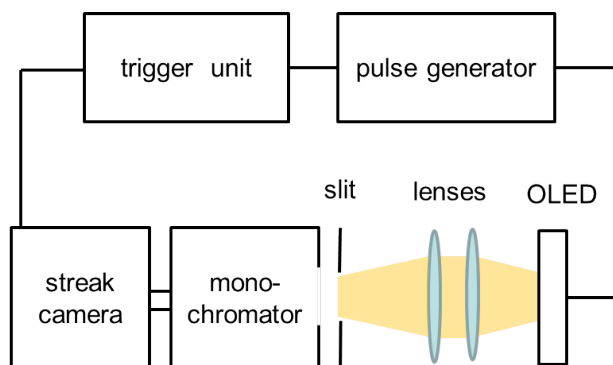 trigger unit
pulse generator
slit
lenses
OLED
streak
camera
mono-
chromator